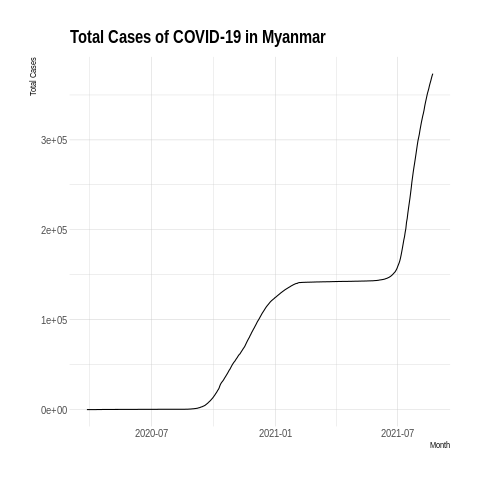 Total Cases of COVID-19 in Myanmar
Total Cases
3e+05
2e+05
1e+05
0e+00
2020-07 2021-01 2021-07
Month